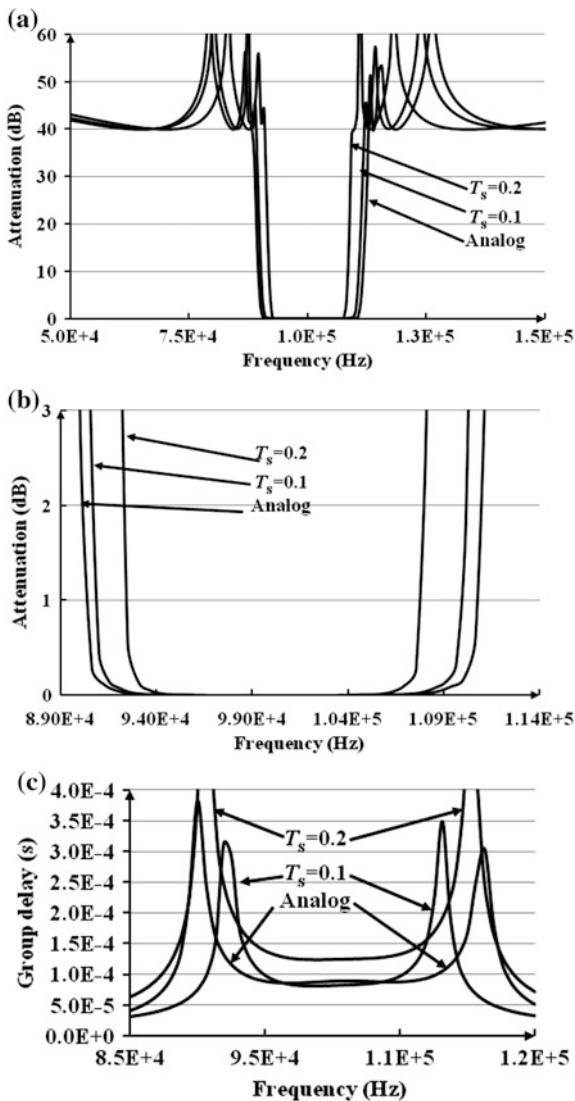 (a)
60
50
40
30
20
10
0
Attenuation (dB)
Ts=0.2
Ts=0.1
Analog
5.0E+4 7.5E+4 1.0E+5 1.3E+5 1.5E+5
Frequency (Hz)
(b)
3
2
1
0
Attenuation (dB)
Ts=0.2
Ts=0.1
Analog
8.90E+4 9.40E+4 9.90E+4 1.04E+5 1.09E+5 1.14E+5
Frequency (Hz)
(c)
4.0E−4
3.5E−4
3.0E−4
2.5E−4
2.0E−4
1.5E−4
1.0E−4
5.0E−5
0.0E+0
Group delay (s)
Ts=0.2
Ts=0.1
Analog
8.5E+4 9.5E+4 1.1E+5 1.2E+5
Frequency (Hz)